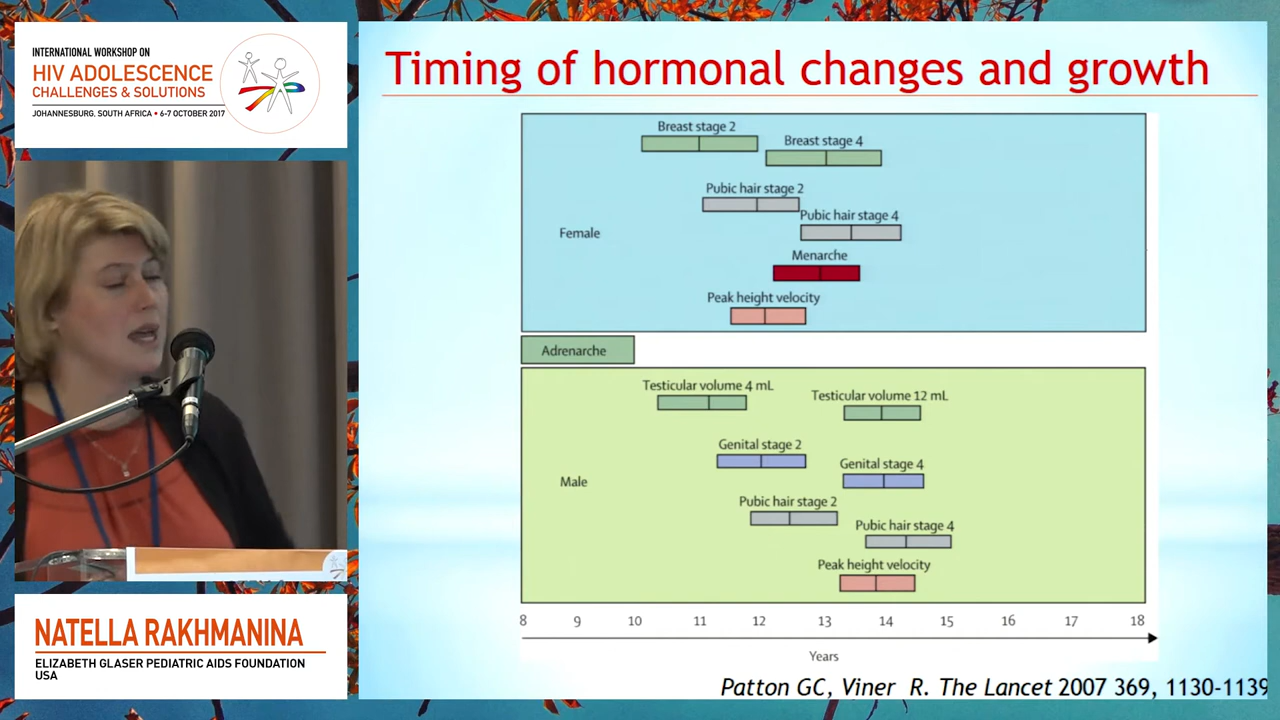 INTERNATIONAL WORKSHOP ON
HIV ADOLESCENCE
CHALLENGES & SOLUTIONS
JOHANNESBURG, SOUTH AFRICA • 6-7 OCTOBER 2017
NATELLA RAKHMANINA
ELIZABETH GLASER PEDIATRIC AIDS FOUNDATION
USA
Timing of hormonal changes and growth
Breast stage 2
Breast stage 4
Pubic hair stage 2
Pubic hair stage 4
Female
Menarche
Peak height velocity
Adrenarche
Testicular volume 4 mL
Testicular volume 12 mL
Genital stage 2
Genital stage 4
Male
Pubic hair stage 2
Pubic hair stage 4
Peak height velocity
8 9 10 11 12 13 14 15 16 17 18
Years
Patton GC, Viner R. The Lancet 2007 369, 1130-1139